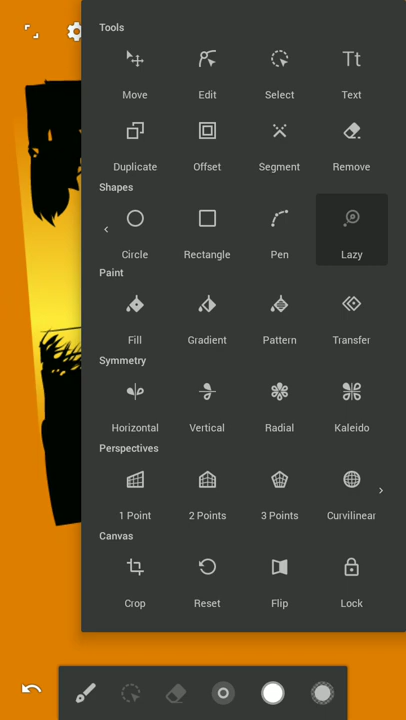 Tools
Move Edit Select Text
Duplicate Offset Segment Remove
Shapes
Circle Rectangle Pen Lazy
Paint
Fill Gradient Pattern Transfer
Symmetry
Horizontal Vertical Radial Kaleido
Perspectives
1 Point 2 Points 3 Points Curvilinear
Canvas
Crop Reset Flip Lock